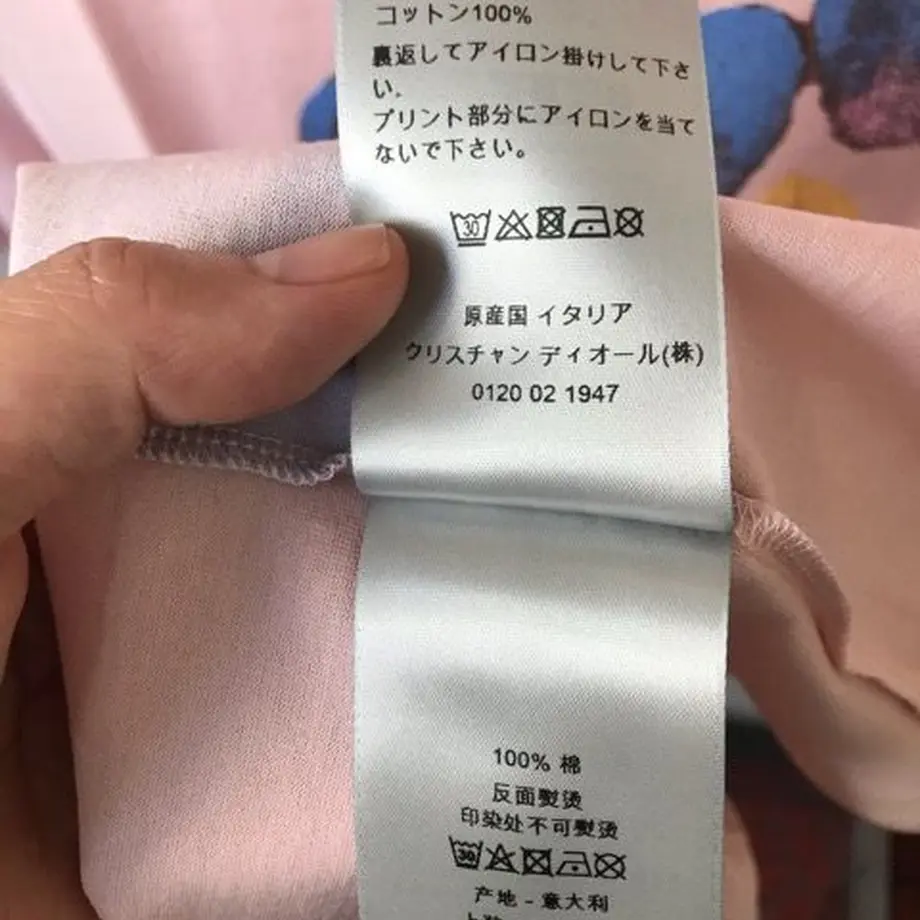 コットン100%
裏返してアイロン掛けして下さ
い。
プリント部分にアイロンを当て
ないで下さい。
30
原産国 イタリア
クリスチャン ディオール(株)
0120 02 1947
100% 棉
反面熨烫
印染处不可熨烫
30
产地 - 意大利